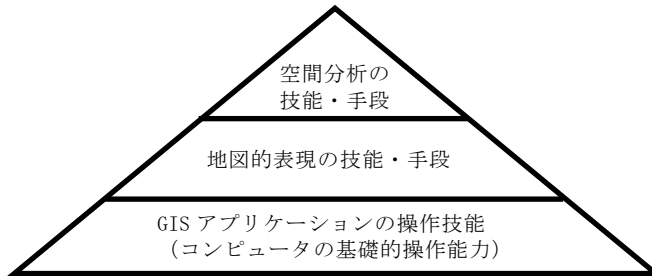 空間分析の
技能・手段
地図的表現の技能・手段
GIS アプリケーションの操作技能
（コンピュータの基礎的操作能力）